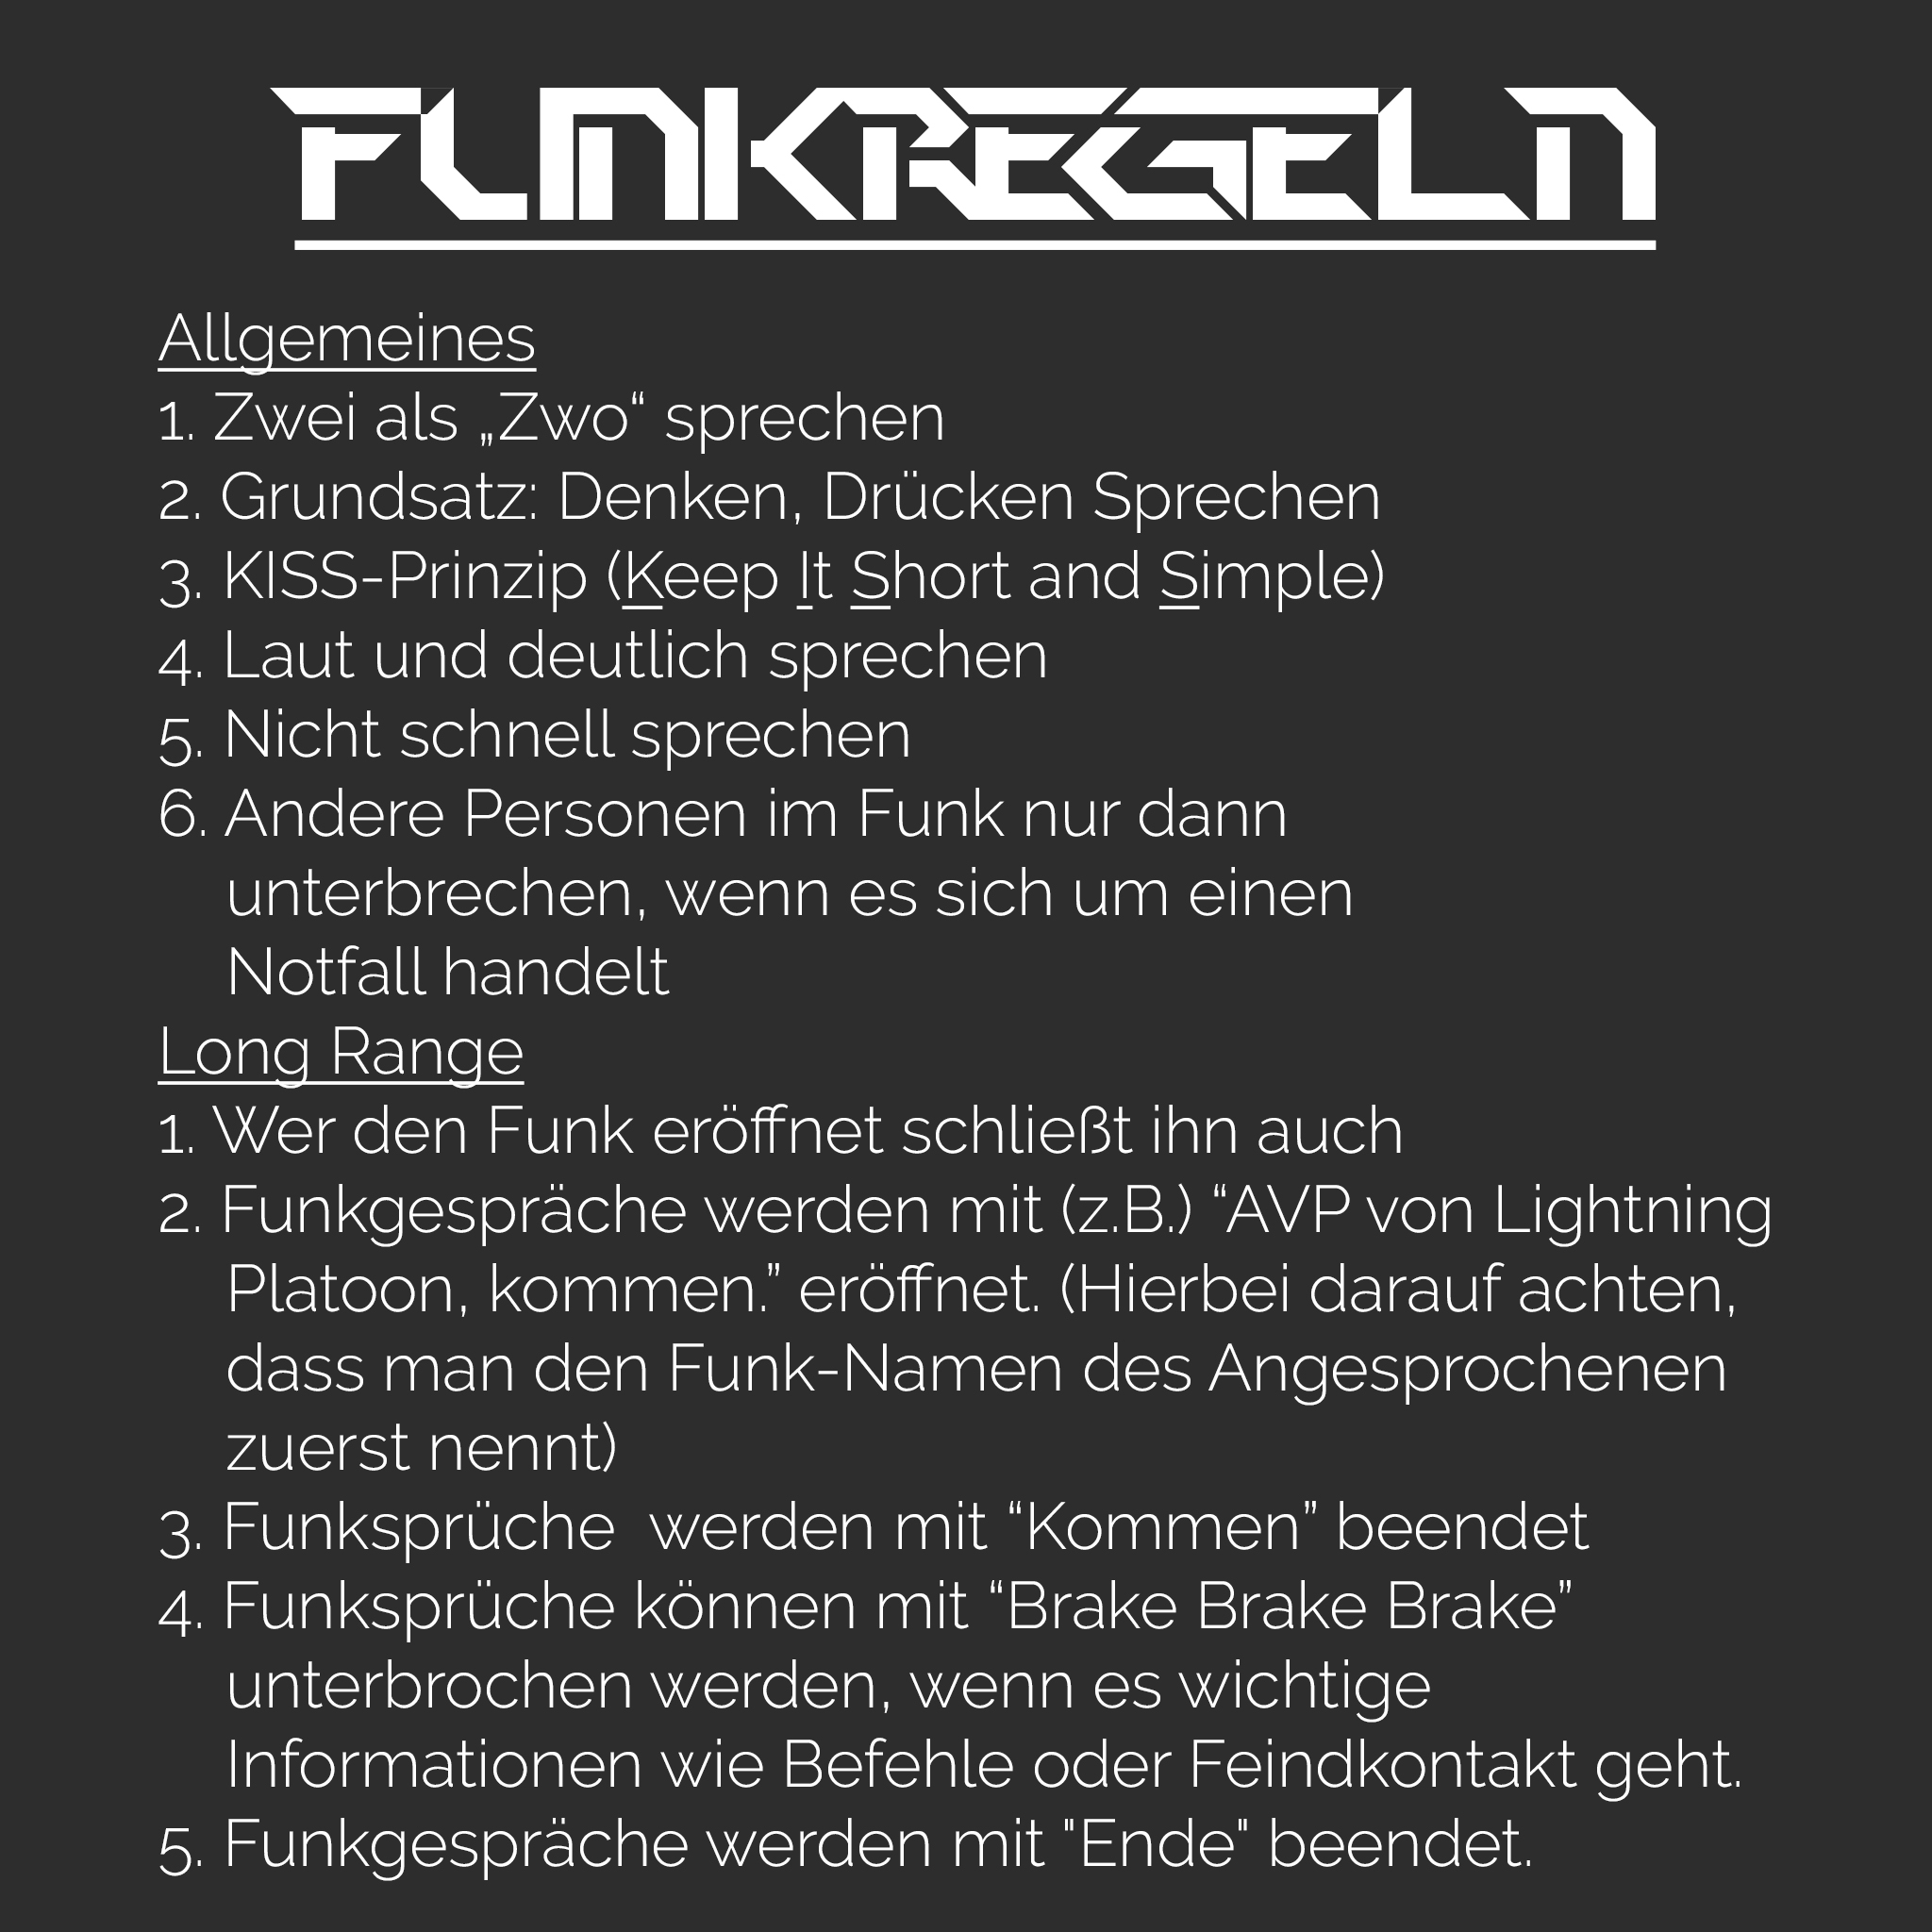 FUNKREGELN
Allgemeines
1. Zwei als „Zwo“ sprechen
2. Grundsatz: Denken, Drücken Sprechen
3. KISS-Prinzip (Keep It Short and Simple)
4. Laut und deutlich sprechen
5. Nicht schnell sprechen
6. Andere Personen im Funk nur dann
unterbrechen, wenn es sich um einen
Notfall handelt
Long Range
1. Wer den Funk eröffnet schließt ihn auch
2. Funkgespräche werden mit (z.B.) “AVP von Lightning
Platoon, kommen.” eröffnet. (Hierbei darauf achten,
dass man den Funk-Namen des Angesprochenen
zuerst nennt)
3. Funksprüche  werden mit “Kommen” beendet
4. Funksprüche können mit “Brake Brake Brake”
unterbrochen werden, wenn es wichtige
Informationen wie Befehle oder Feindkontakt geht.
5. Funkgespräche werden mit "Ende" beendet.